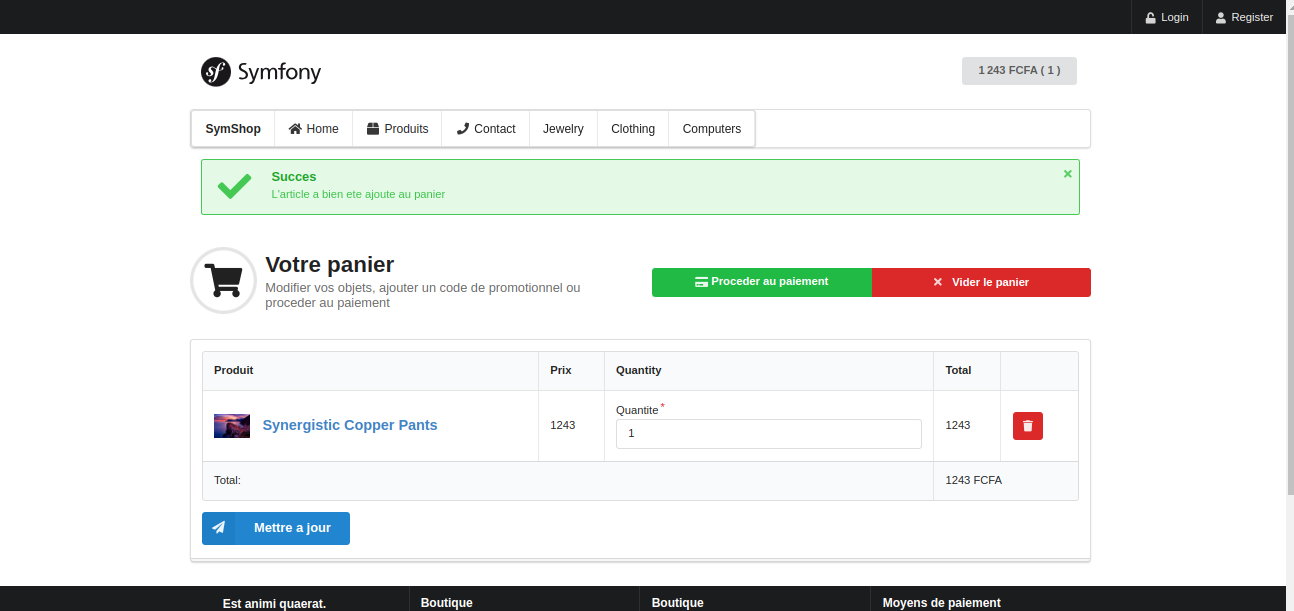 Login Register
sf Symfony
1 243 FCFA ( 1 )
SymShop Home Produits Contact Jewelry Clothing Computers
Succes
L'article a bien ete ajoute au panier
Votre panier
Modifier vos objets, ajouter un code de promotionnel ou
proceder au paiement
Proceder au paiement Vider le panier
Produit Prix Quantity Total
Quantite *
Synergistic Copper Pants 1243 1 1243
Total: 1243 FCFA
Mettre a jour
Est animi quaerat. Boutique Boutique Moyens de paiement